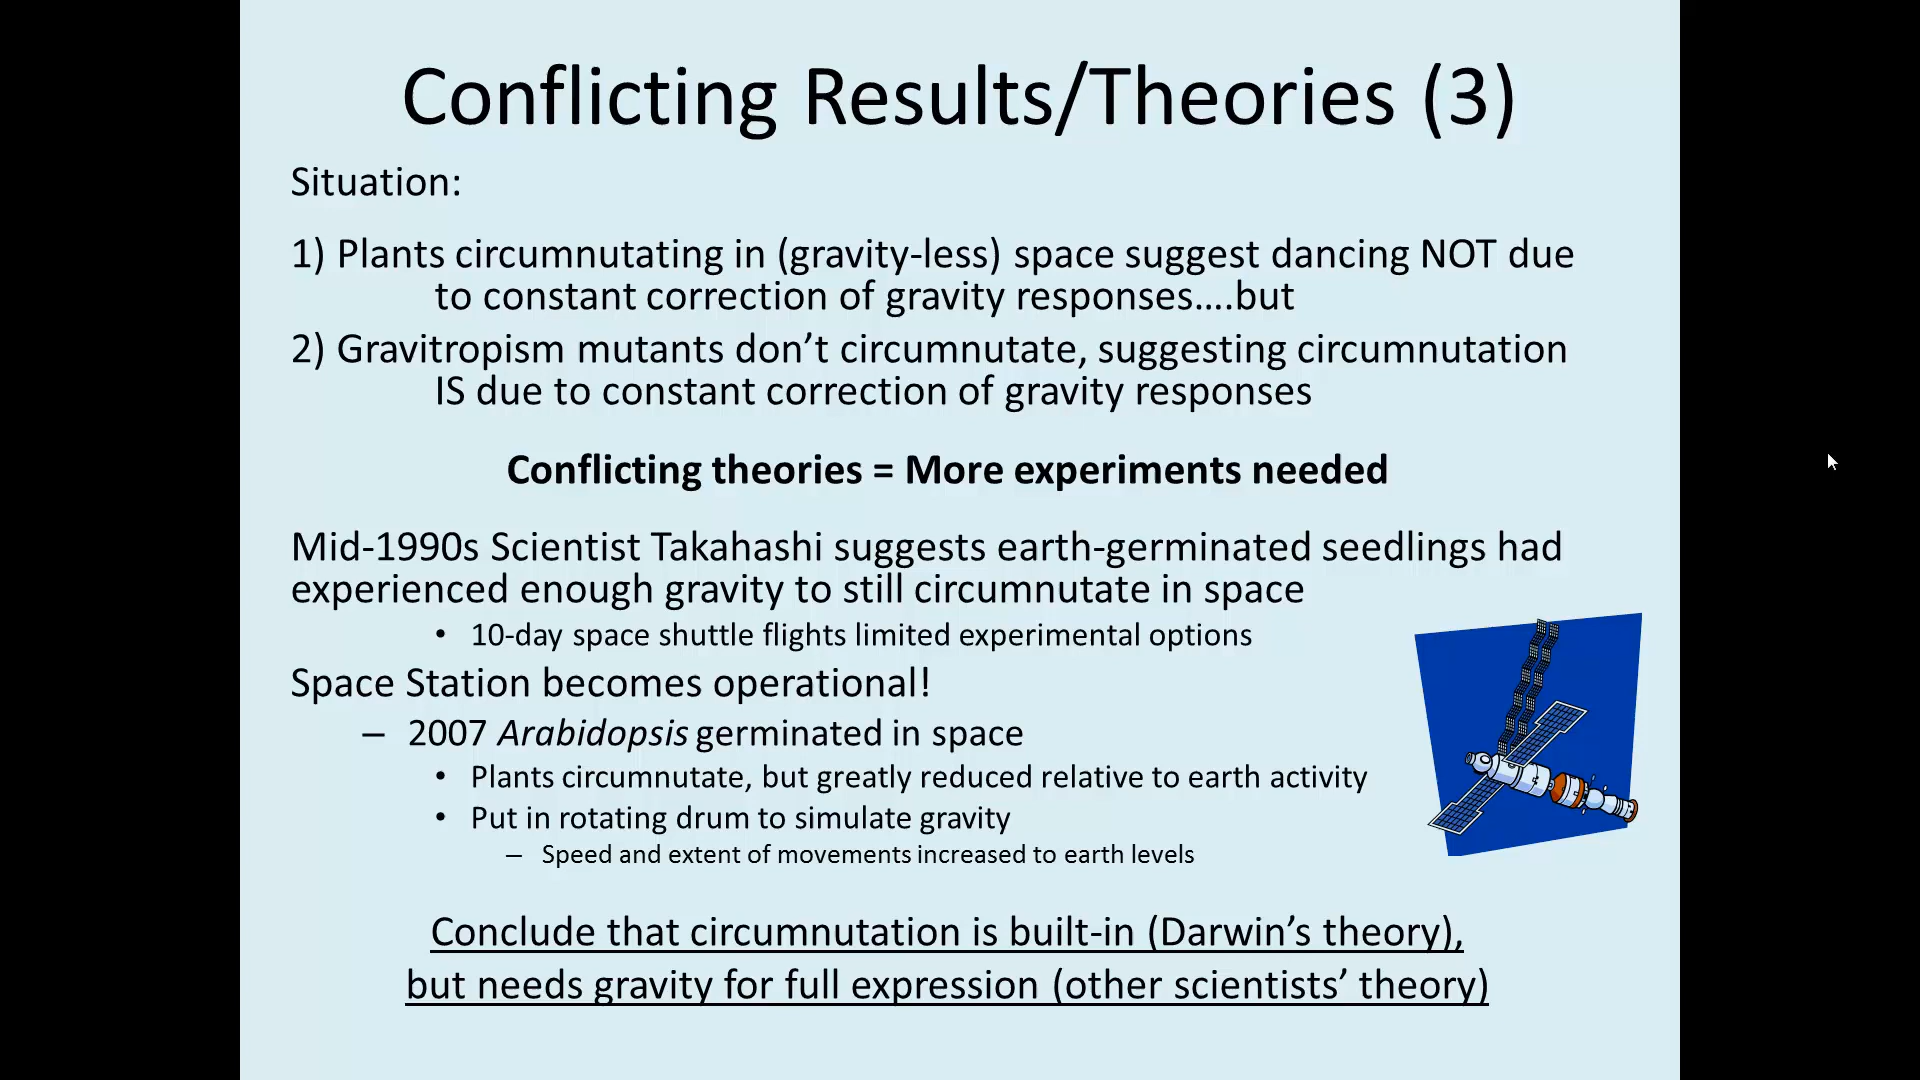 Conflicting Results/Theories (3)
Situation:
1) Plants circumnutating in (gravity-less) space suggest dancing NOT due
to constant correction of gravity responses....but
2) Gravitropism mutants don’t circumnutate, suggesting circumnutation
IS due to constant correction of gravity responses
Conflicting theories = More experiments needed
Mid-1990s Scientist Takahashi suggests earth-germinated seedlings had
experienced enough gravity to still circumnutate in space
• 10-day space shuttle flights limited experimental options
Space Station becomes operational!
– 2007 Arabidopsis germinated in space
• Plants circumnutate, but greatly reduced relative to earth activity
• Put in rotating drum to simulate gravity
– Speed and extent of movements increased to earth levels
Conclude that circumnutation is built-in (Darwin’s theory),
but needs gravity for full expression (other scientists’ theory)